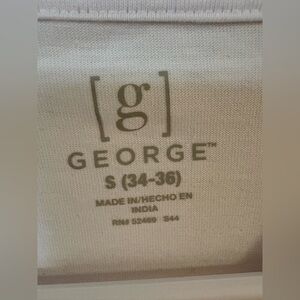 [g]
GEORGE™
S (34-36)
MADE IN/HECHO EN
INDIA
RN# 52469 S44